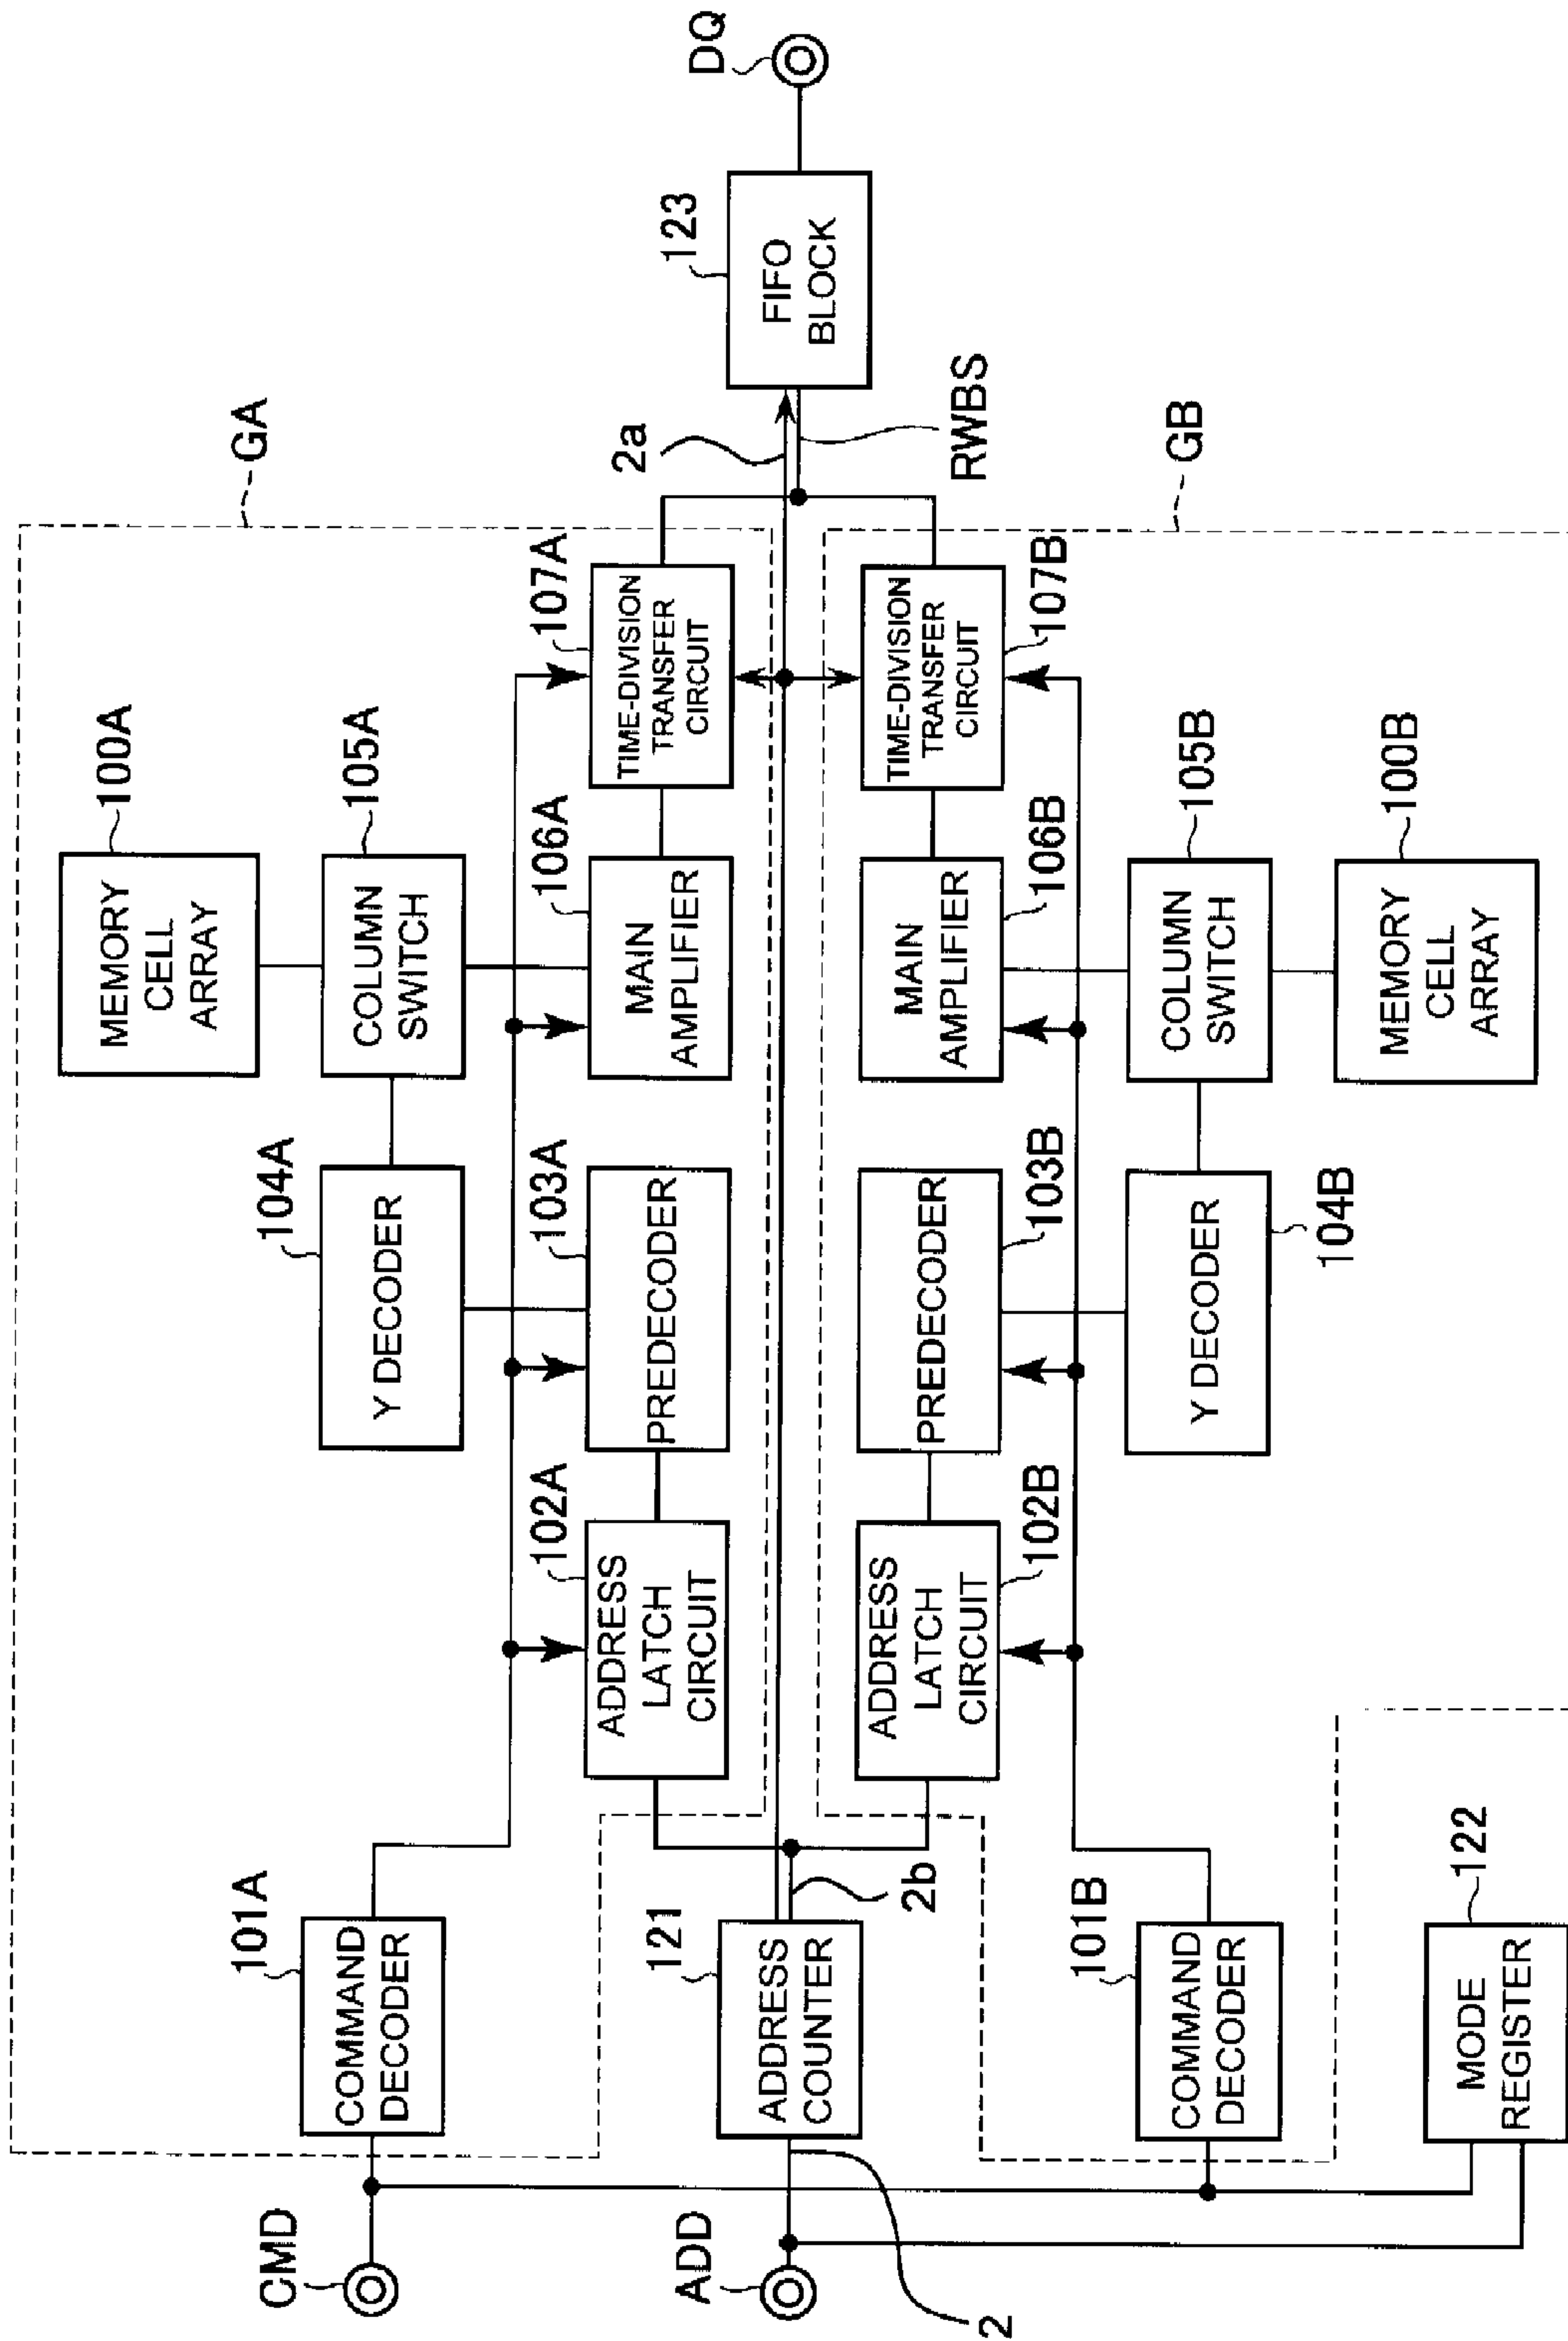 GA
100A
MEMORY
CELL
ARRAY
104A
Y DECODER
105A
COLUMN
SWITCH
CMD
101A
COMMAND
DECODER
102A
ADDRESS
LATCH
CIRCUIT
103A
PREDECODER
106A
MAIN
AMPLIFIER
107A
TIME-DIVISION
TRANSFER
CIRCUIT
2a
123
FIFO
BLOCK
DQ
RWBS
ADD
2
121
ADDRESS
COUNTER
2b
ADDRESS
LATCH
CIRCUIT
102B
PREDECODER
103B
MAIN
AMPLIFIER
106B
TIME-DIVISION
TRANSFER
CIRCUIT
107B
GB
101B
COMMAND
DECODER
Y DECODER
104B
COLUMN
SWITCH
105B
MEMORY
CELL
ARRAY
100B
122
MODE
REGISTER